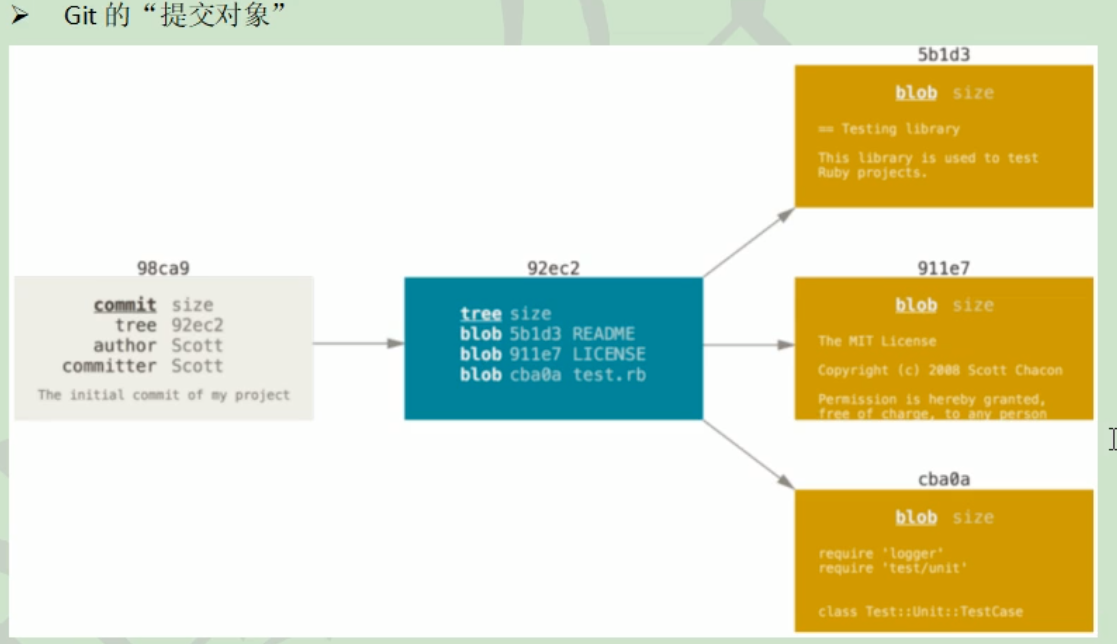 ➤ Git 的“提交对象”
98ca9
commit size
tree 92ec2
author Scott
committer Scott
The initial commit of my project
92ec2
tree size
blob 5b1d3 README
blob 911e7 LICENSE
blob cba0a test.rb
5b1d3
blob size
== Testing library
This library is used to test
Ruby projects.
911e7
blob size
The MIT License
Copyright (c) 2008 Scott Chacon
Permission is hereby granted,
free of charge, to any person
cba0a
blob size
require 'logger'
require 'test/unit'
class Test::Unit::TestCase